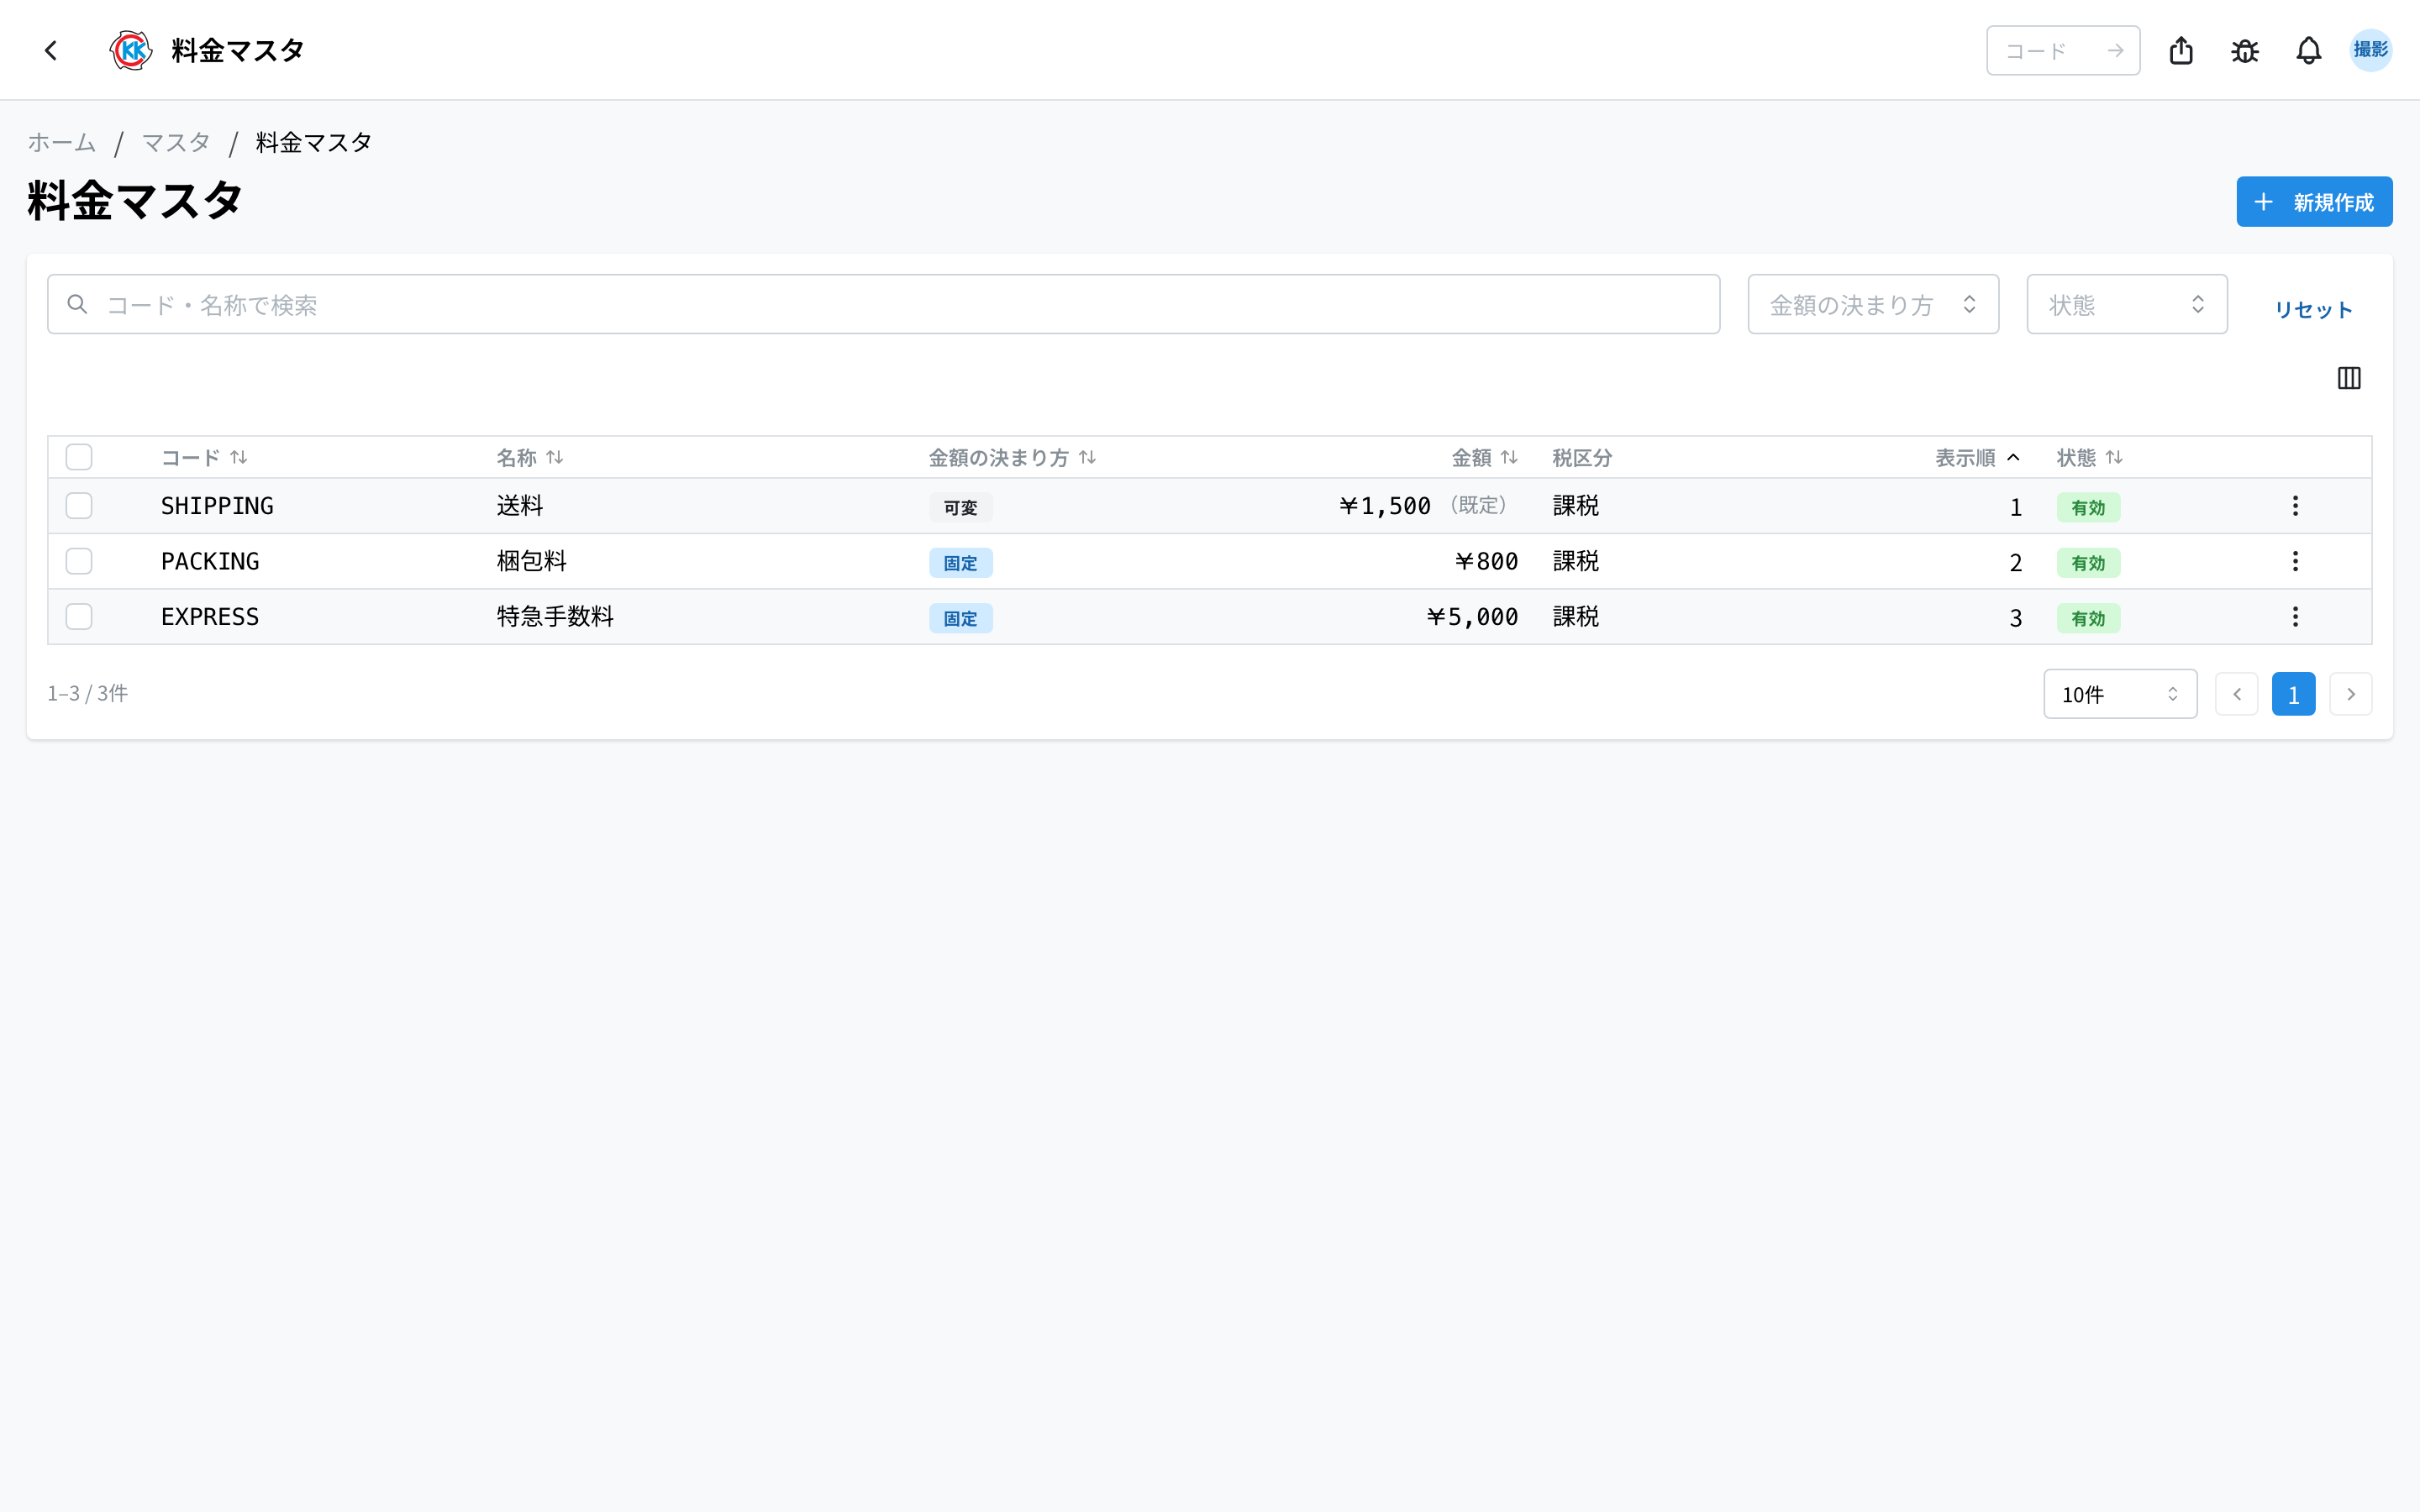 KK 料金マスタ コード 撮影
ホーム / マスタ / 料金マスタ
料金マスタ
新規作成
コード・名称で検索 金額の決まり方 状態 リセット
コード 名称 金額の決まり方 金額 税区分 表示順 状態
SHIPPING 送料 可変 ¥1,500 (既定) 課税 1 有効
PACKING 梱包料 固定 ¥800 課税 2 有効
EXPRESS 特急手数料 固定 ¥5,000 課税 3 有効
1–3 / 3件 10件 1